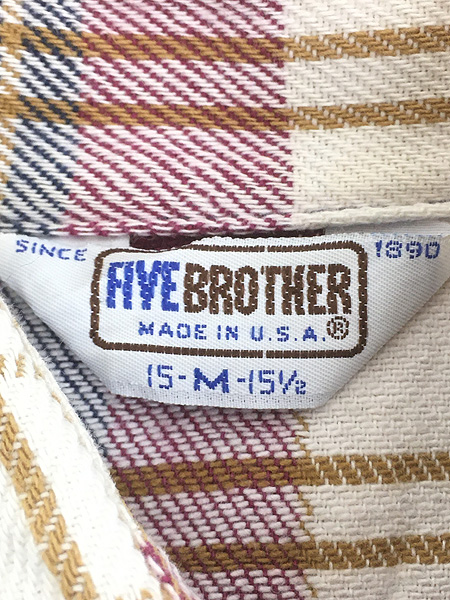 SINCE 1890
FIVE BROTHER
MADE IN U.S.A.®
15-M-15½